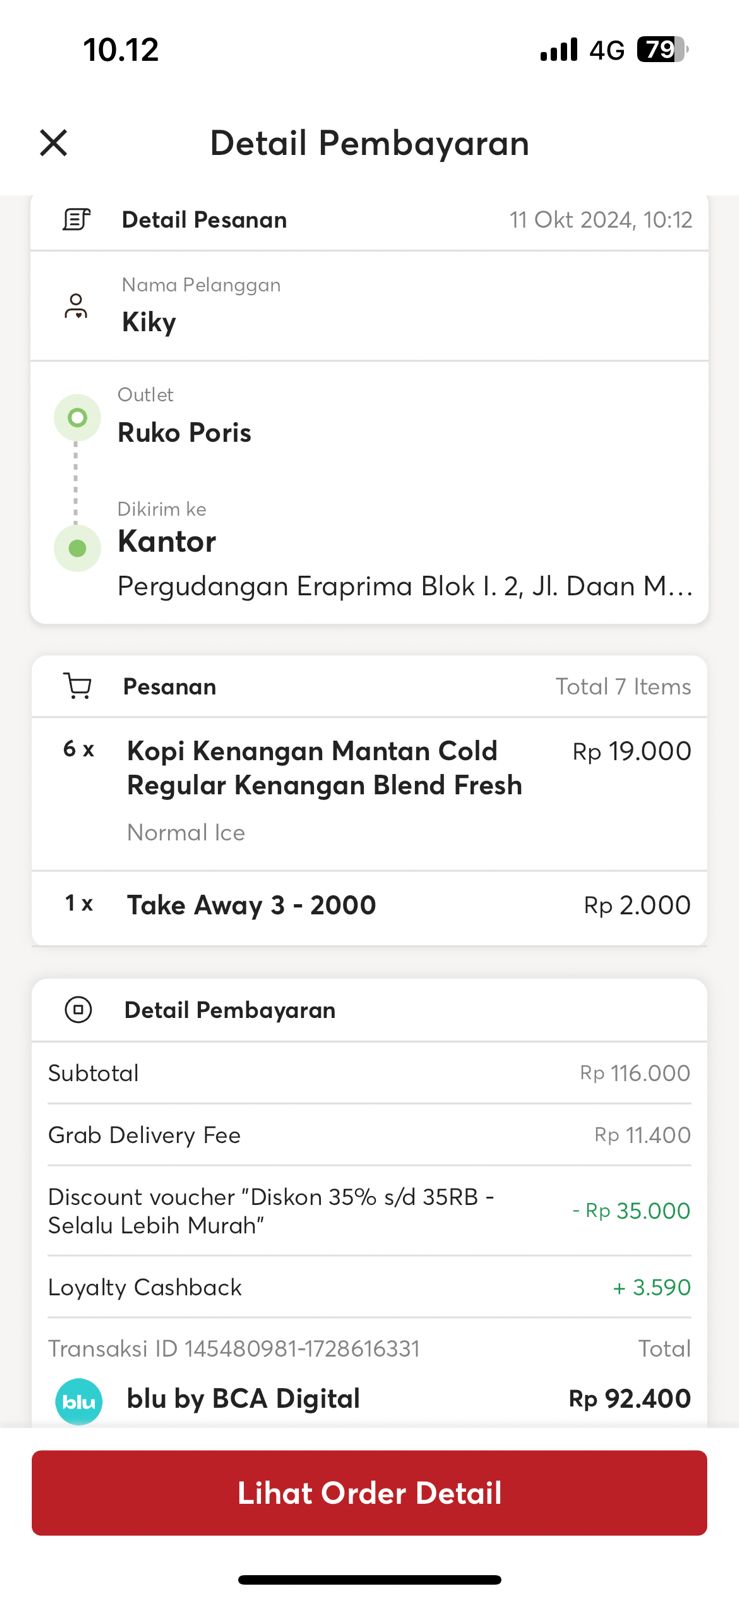 10.12
4G 79
Detail Pembayaran
Detail Pesanan 11 Okt 2024, 10:12
Nama Pelanggan
Kiky
Outlet
Ruko Poris
Dikirim ke
Kantor
Pergudangan Eraprima Blok I. 2, Jl. Daan M...
Pesanan Total 7 Items
6 x Kopi Kenangan Mantan Cold Rp 19.000
Regular Kenangan Blend Fresh
Normal Ice
1 x Take Away 3 - 2000 Rp 2.000
Detail Pembayaran
Subtotal Rp 116.000
Grab Delivery Fee Rp 11.400
Discount voucher "Diskon 35% s/d 35RB - - Rp 35.000
Selalu Lebih Murah"
Loyalty Cashback + 3.590
Transaksi ID 145480981-1728616331 Total
blu blu by BCA Digital Rp 92.400
Lihat Order Detail